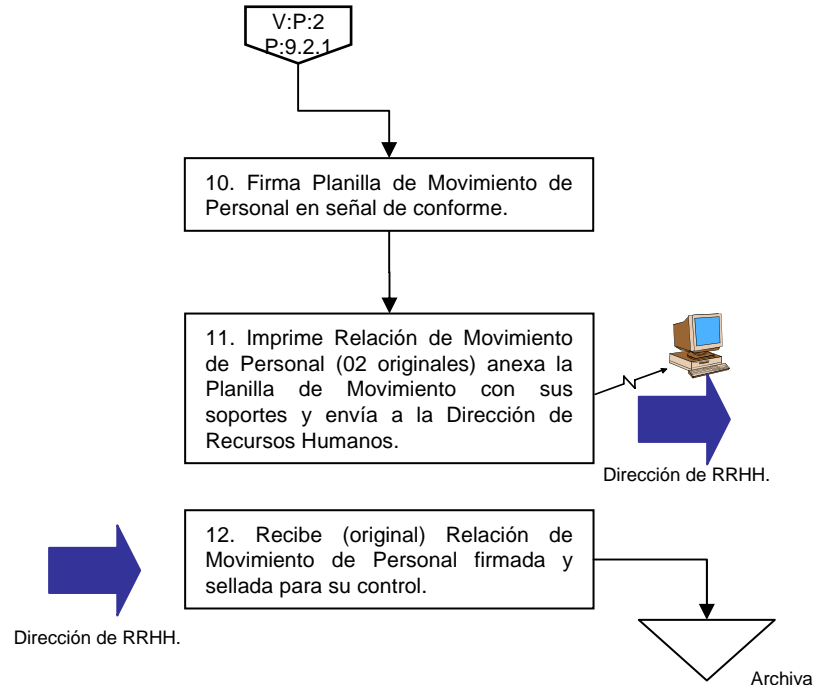 V:P:2
P:9.2.1
10. Firma Planilla de Movimiento de
Personal en señal de conforme.
11. Imprime Relación de Movimiento
de Personal (02 originales) anexa la
Planilla de Movimiento con sus
soportes y envía a la Dirección de
Recursos Humanos.
Dirección de RRHH.
12. Recibe (original) Relación de
Movimiento de Personal firmada y
sellada para su control.
Dirección de RRHH.
Archiva